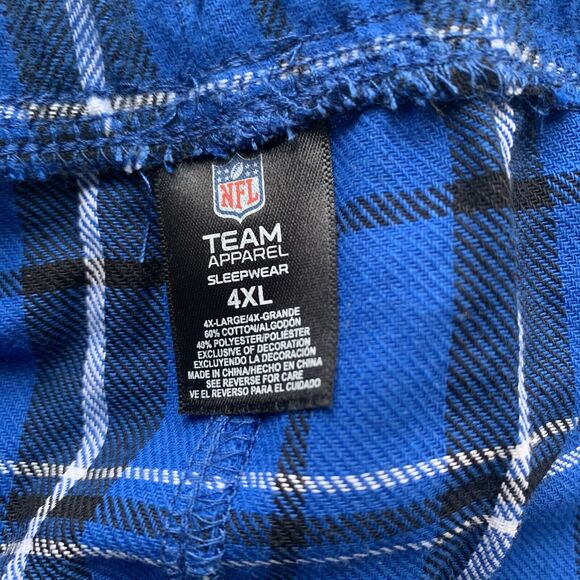 NFL
TEAM
APPAREL
SLEEPWEAR
4XL
4X-LARGE/4X-GRANDE
60% COTTON/ALGODÓN
40% POLYESTER/POLIÉSTER
EXCLUSIVE OF DECORATION
EXCLUYENDO LA DECORACIÓN
MADE IN CHINA/HECHO EN CHINA
SEE REVERSE FOR CARE
VE EL REVERSO PARA EL CUIDADO